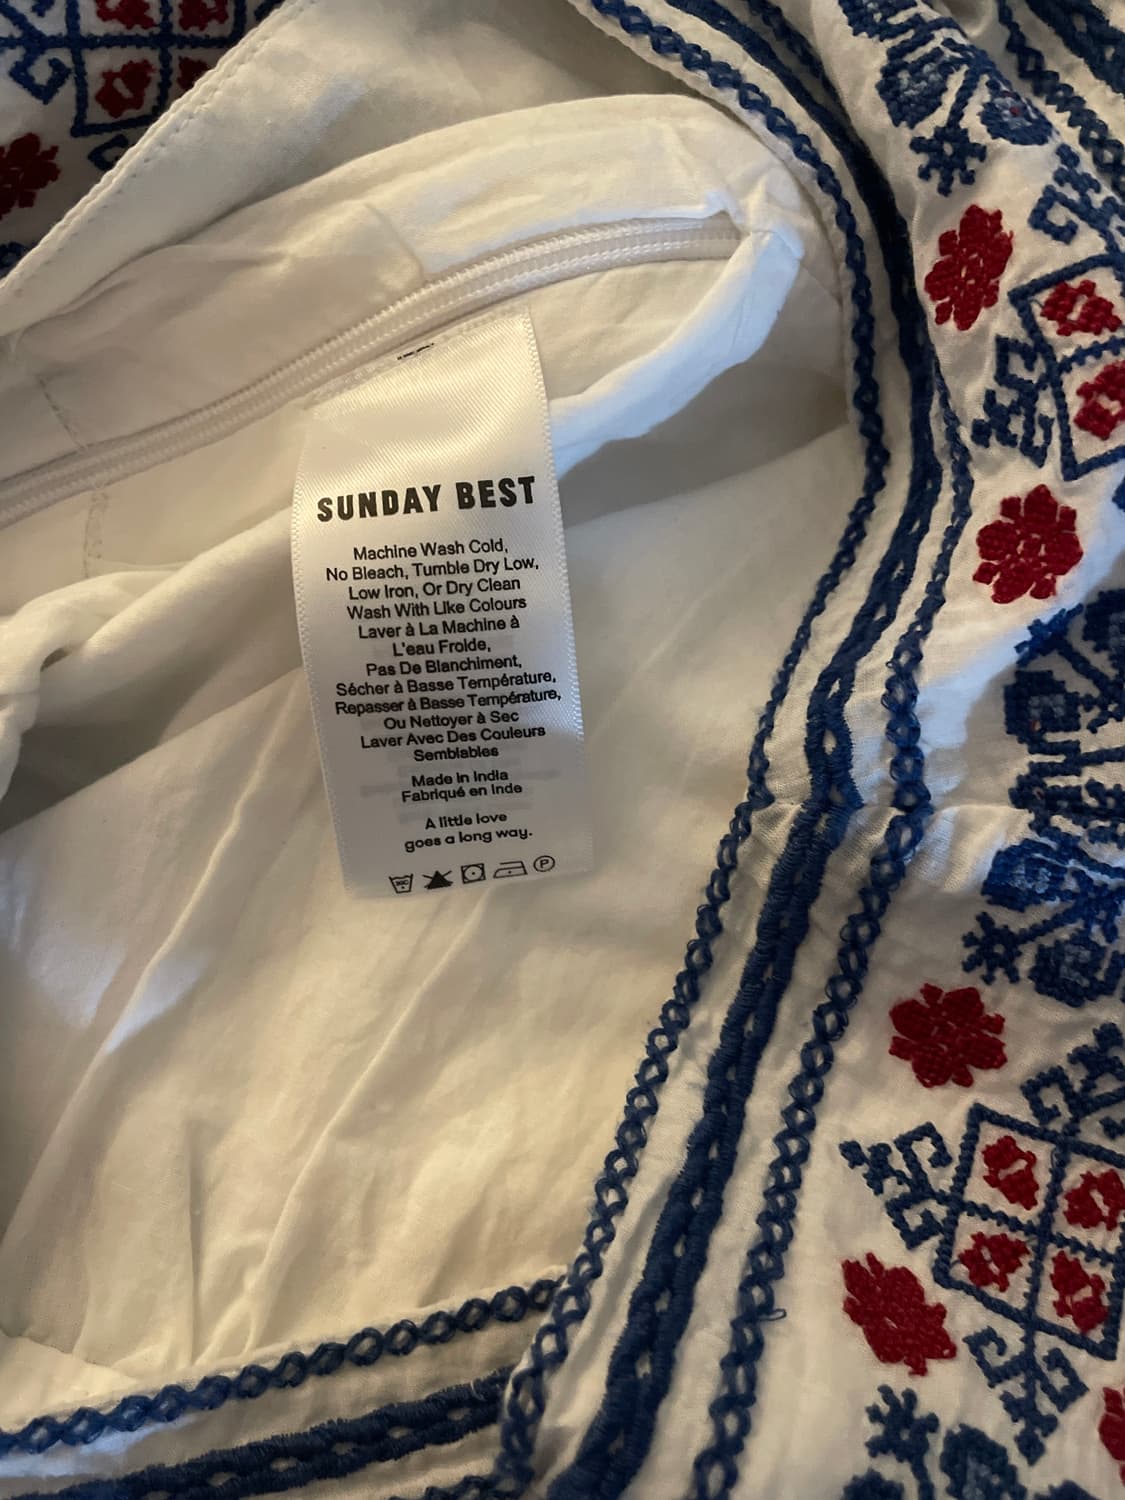 SUNDAY BEST
Machine Wash Cold,
No Bleach, Tumble Dry Low,
Low Iron, Or Dry Clean
Wash With Like Colours
Laver à La Machine à
L'eau Froide,
Pas De Blanchiment,
Sécher à Basse Température,
Repasser à Basse Température,
Ou Nettoyer à Sec
Laver Avec Des Couleurs
Semblables
Made in India
Fabriqué en Inde
A little love
goes a long way.
P